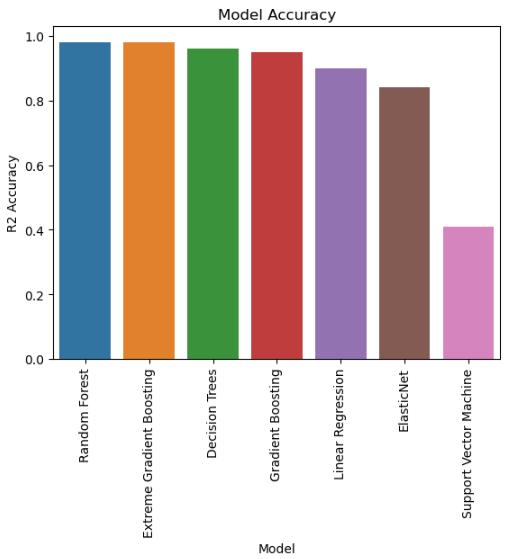 Model Accuracy
R2 Accuracy
1.0
0.8
0.6
0.4
0.2
0.0
Random Forest
Extreme Gradient Boosting
Decision Trees
Gradient Boosting
Linear Regression
ElasticNet
Support Vector Machine
Model